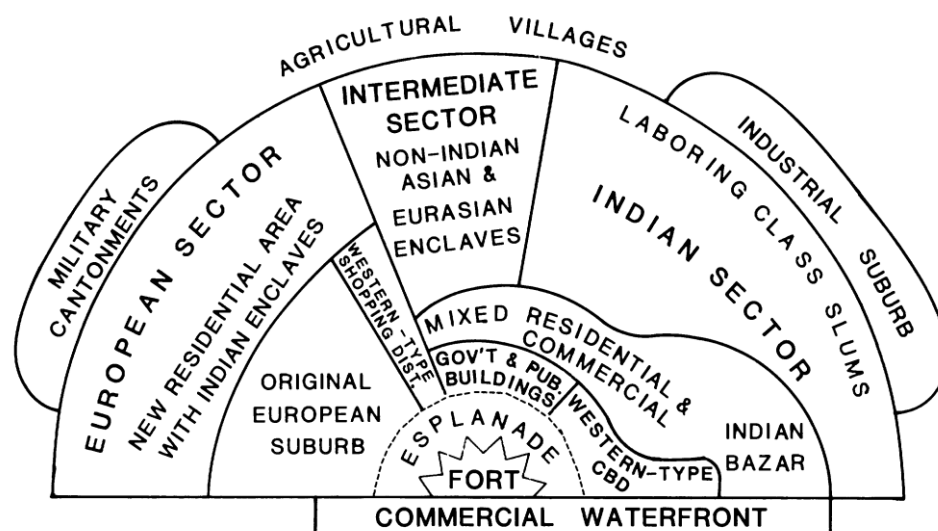 AGRICULTURAL VILLAGES
INTERMEDIATE
SECTOR
NON-INDIAN
ASIAN &
EURASIAN
ENCLAVES
MILITARY
CANTONMENTS
EUROPEAN SECTOR
NEW RESIDENTIAL AREA
WITH INDIAN ENCLAVES
LABORING CLASS SLUMS
INDIAN SECTOR
INDUSTRIAL SUBURB
WESTERN-TYPE
SHOPPING DIST.
MIXED RESIDENTIAL &
COMMERCIAL
GOV'T & PUB.
BUILDINGS
ORIGINAL
EUROPEAN
SUBURB
ESPLANADE
WESTERN-TYPE
CBD
INDIAN
BAZAR
FORT
COMMERCIAL WATERFRONT